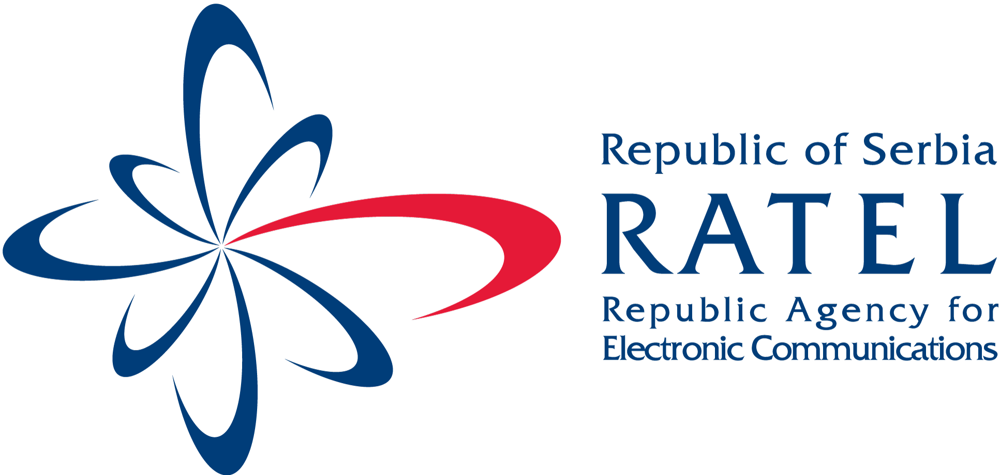 Republic of Serbia
RATEL
Republic Agency for
Electronic Communications